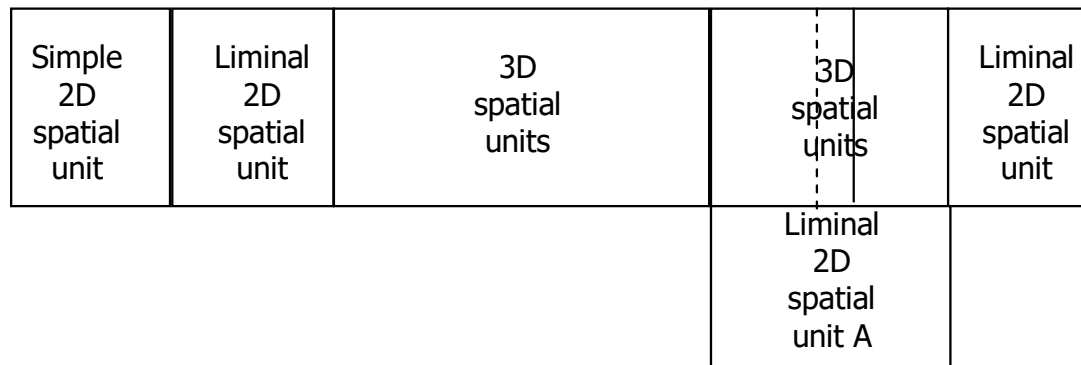 Simple
2D
spatial
unit
Liminal
2D
spatial
unit
3D
spatial
units
3D
spatial
units
Liminal
2D
spatial
unit
Liminal
2D
spatial
unit A